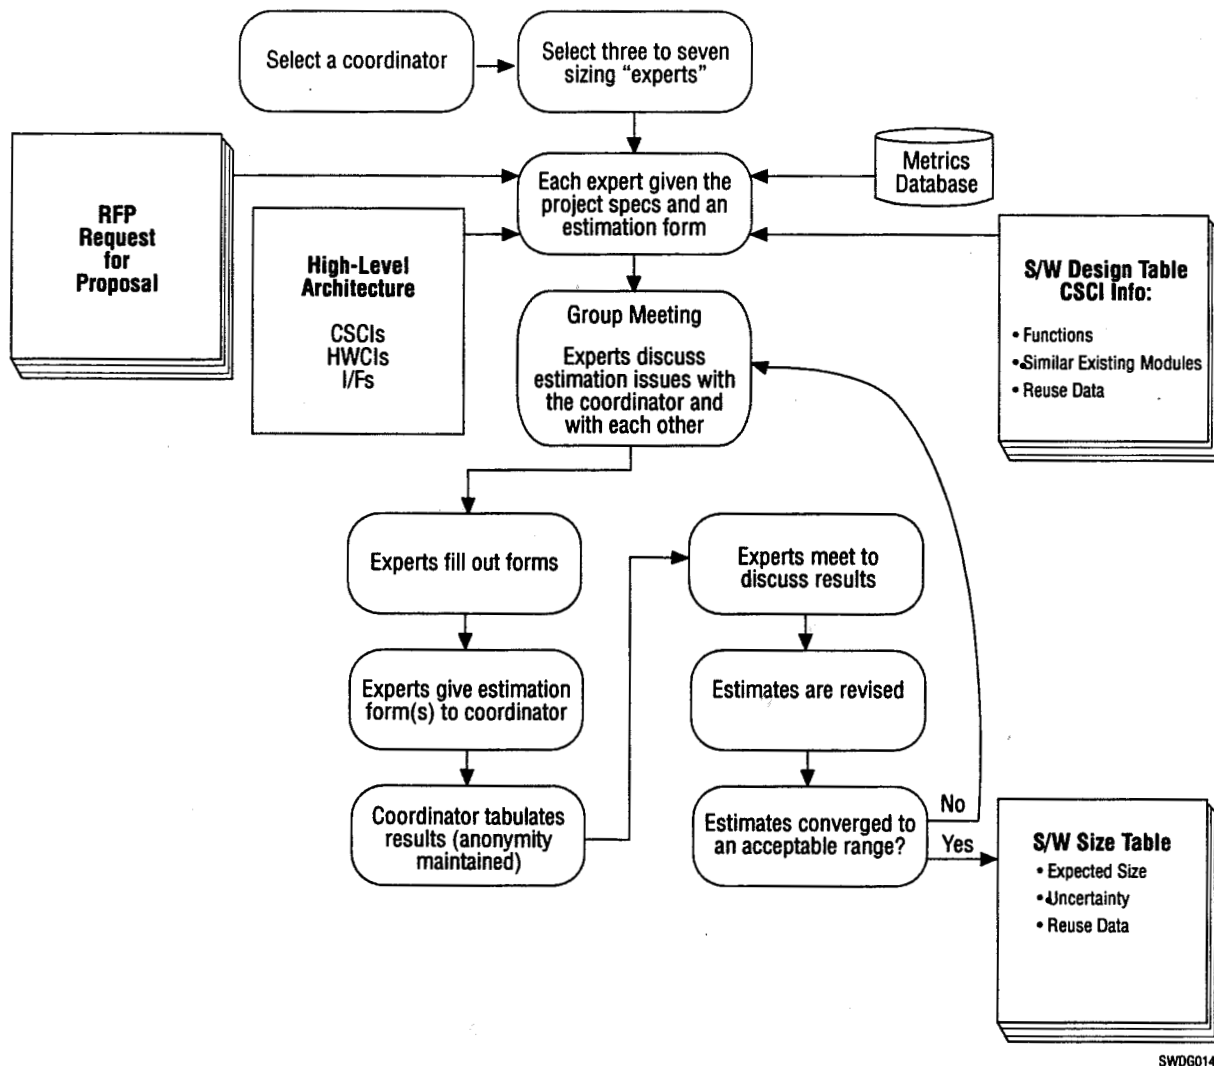 Select a coordinator
Select three to seven
sizing “experts”
Metrics
Database
Each expert given the
project specs and an
estimation form
RFP
Request
for
Proposal
High-Level
Architecture
CSCIs
HWCIs
I/Fs
S/W Design Table
CSCI Info:
• Functions
• Similar Existing Modules
• Reuse Data
Group Meeting
Experts discuss
estimation issues with
the coordinator and
with each other
Experts fill out forms
Experts give estimation
form(s) to coordinator
Coordinator tabulates
results (anonymity
maintained)
Experts meet to
discuss results
Estimates are revised
Estimates converged to
an acceptable range?
No
Yes
S/W Size Table
• Expected Size
• Uncertainty
• Reuse Data
SWDG014